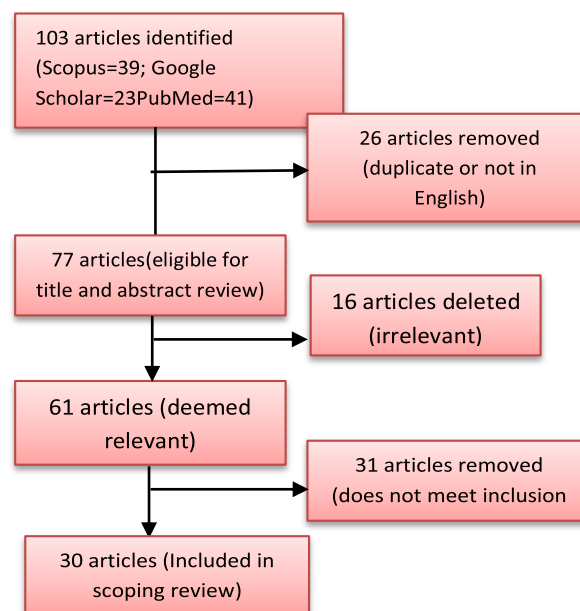 103 articles identified
(Scopus=39; Google
Scholar=23PubMed=41)
26 articles removed
(duplicate or not in
English)
77 articles(eligible for
title and abstract review)
16 articles deleted
(irrelevant)
61 articles (deemed
relevant)
31 articles removed
(does not meet inclusion
30 articles (Included in
scoping review)